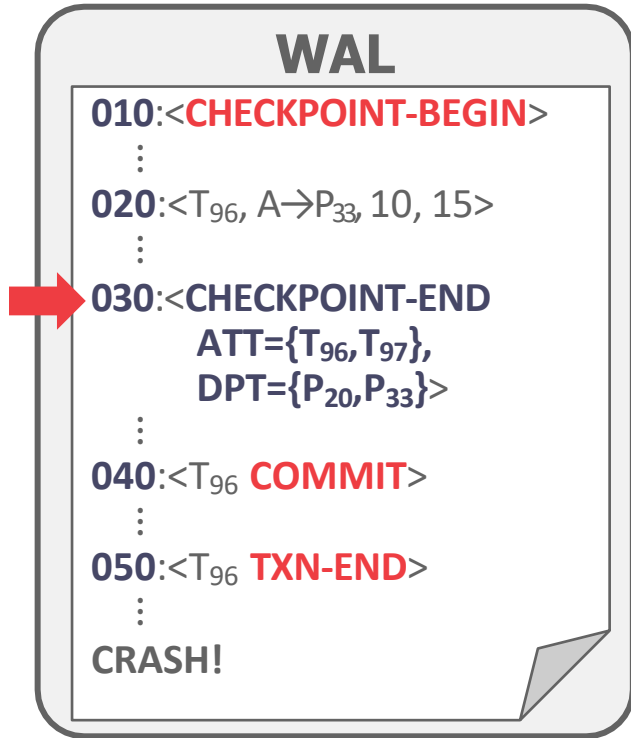 WAL
010:<CHECKPOINT-BEGIN>
⋮
020:<T₉₆, A→P₃₃, 10, 15>
⋮
030:<CHECKPOINT-END
ATT={T₉₆,T₉₇},
DPT={P₂₀,P₃₃}>
⋮
040:<T₉₆ COMMIT>
⋮
050:<T₉₆ TXN-END>
⋮
CRASH!